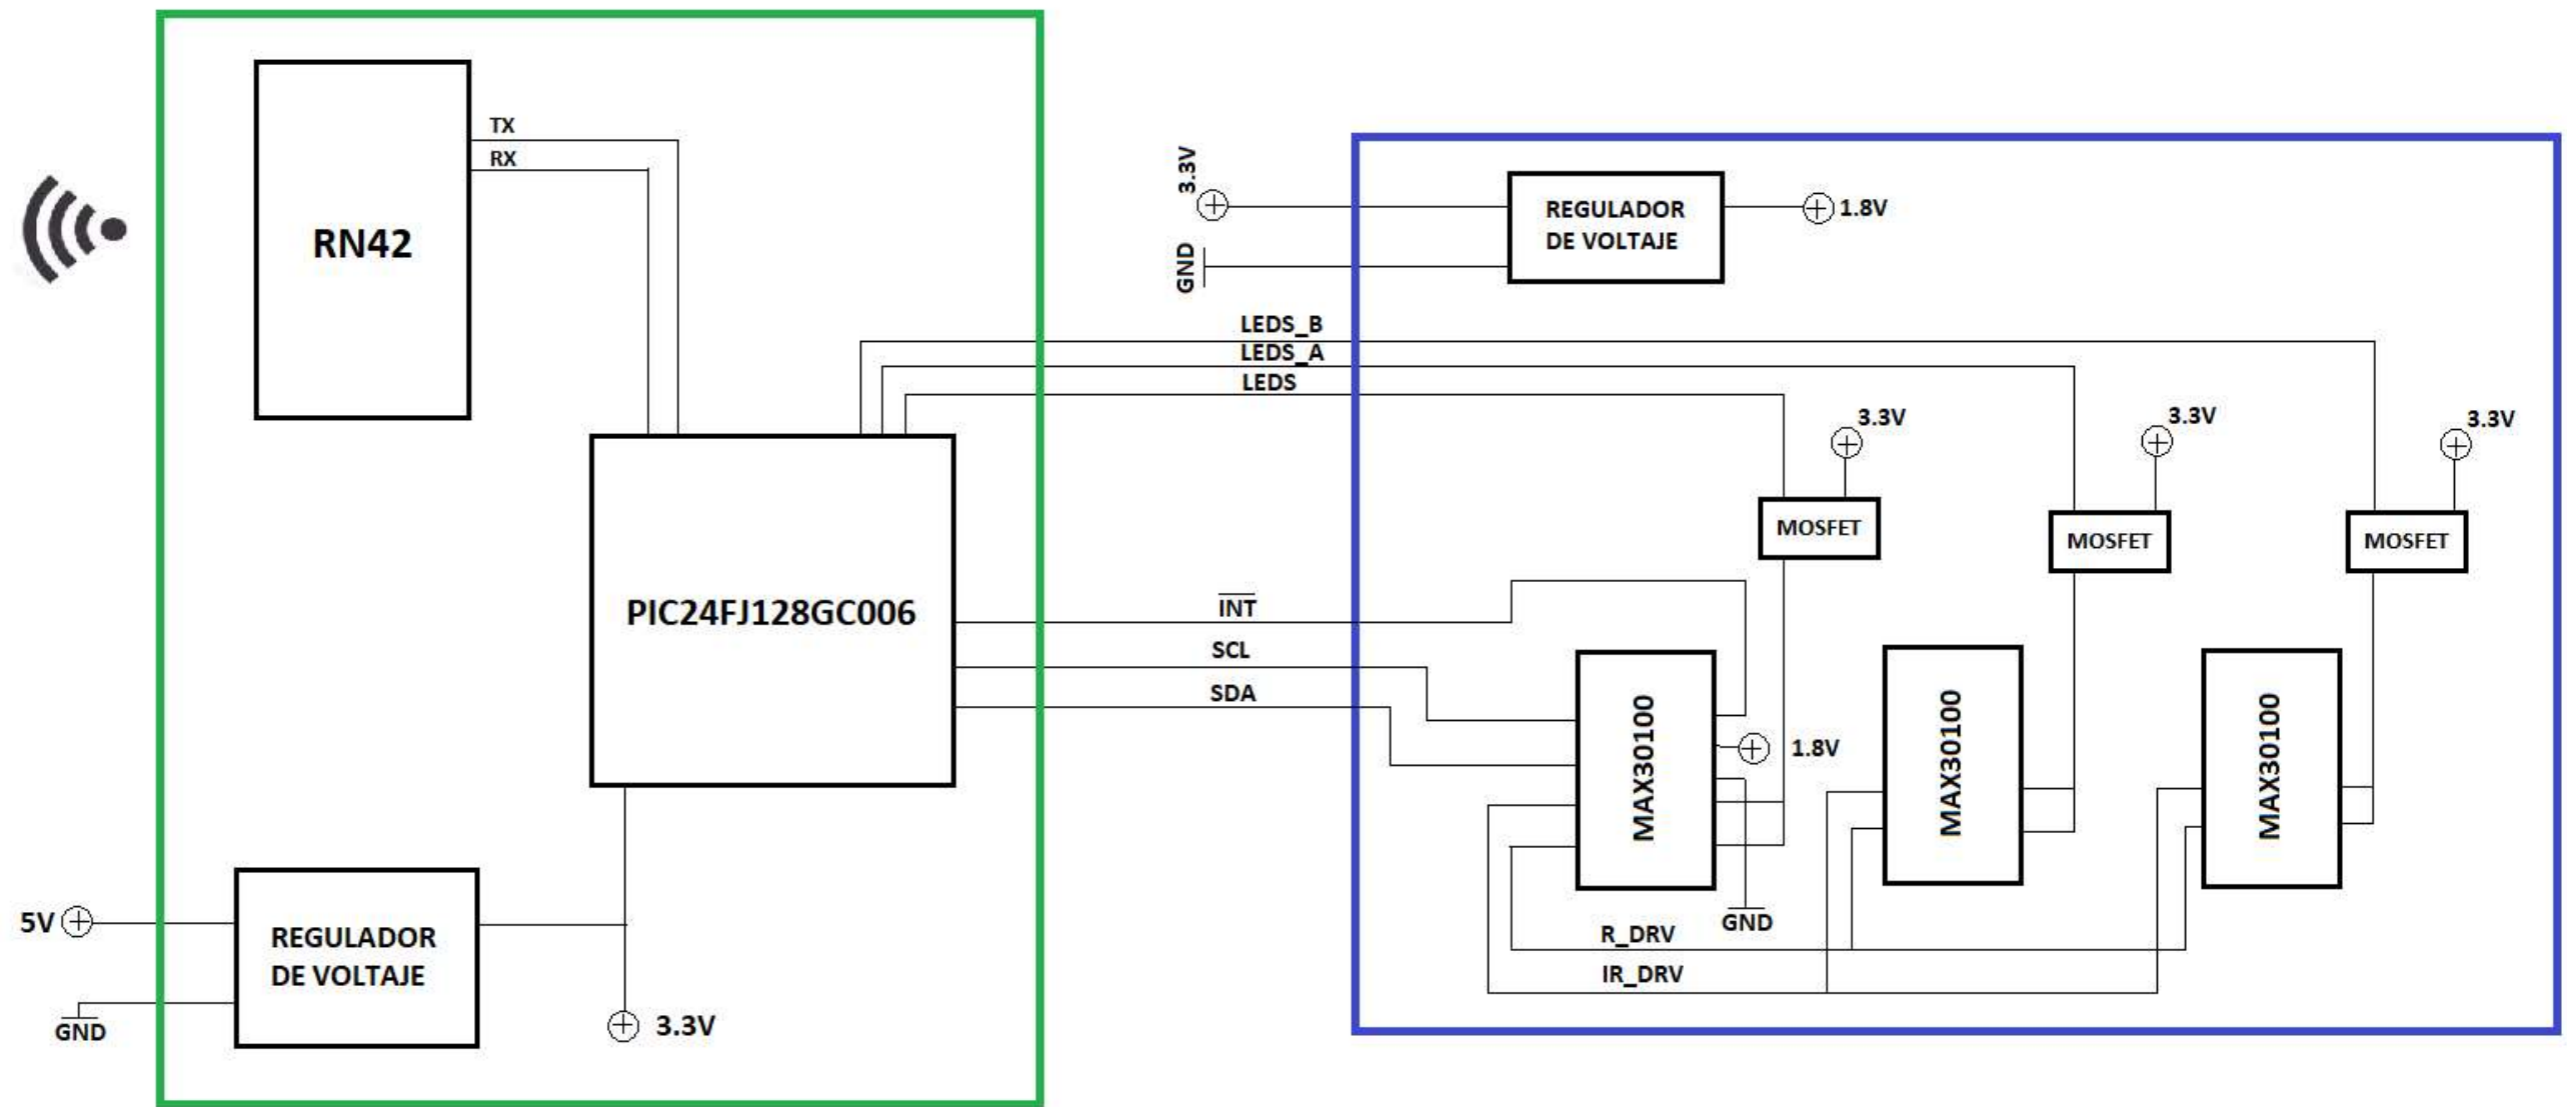 TX
RX
RN42
3.3V
GND
REGULADOR
DE VOLTAJE
1.8V
LEDS_B
LEDS_A
LEDS
3.3V
3.3V
3.3V
MOSFET
MOSFET
MOSFET
PIC24FJ128GC006
INT
SCL
SDA
MAX30100
1.8V
MAX30100
MAX30100
GND
R_DRV
IR_DRV
5V
GND
REGULADOR
DE VOLTAJE
3.3V